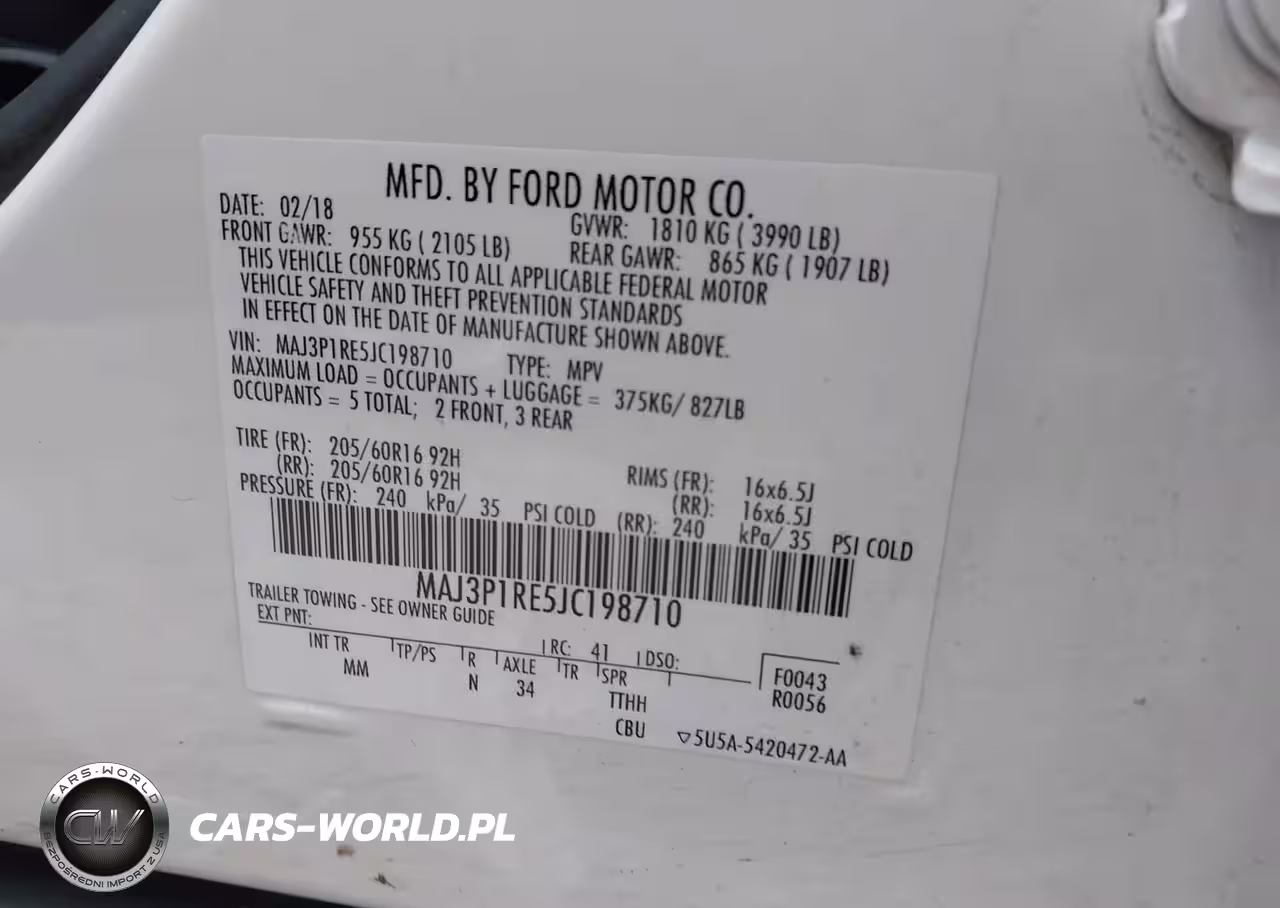 MFD. BY FORD MOTOR CO.
DATE: 02/18 GVWR: 1810 KG ( 3990 LB)
FRONT GAWR: 955 KG ( 2105 LB) REAR GAWR: 865 KG ( 1907 LB)
THIS VEHICLE CONFORMS TO ALL APPLICABLE FEDERAL MOTOR
VEHICLE SAFETY AND THEFT PREVENTION STANDARDS
IN EFFECT ON THE DATE OF MANUFACTURE SHOWN ABOVE.
VIN: MAJ3P1RE5JC198710 TYPE: MPV
MAXIMUM LOAD = OCCUPANTS + LUGGAGE = 375KG/ 827LB
OCCUPANTS = 5 TOTAL; 2 FRONT, 3 REAR
TIRE (FR): 205/60R16 92H RIMS (FR): 16x6.5J
(RR): 205/60R16 92H (RR): 16x6.5J
PRESSURE (FR): 240 kPa/ 35 PSI COLD (RR): 240 kPa/ 35 PSI COLD
MAJ3P1RE5JC198710
TRAILER TOWING - SEE OWNER GUIDE
EXT PNT: RC: 41 DSO:
INT TR TP/PS R AXLE TR SPR F0043
MM N 34 TTHH R0056
CBU ▽5U5A-5420472-AA
CARS-WORLD
CW
BEZPOŚREDNI IMPORT Z USA
CARS-WORLD.PL